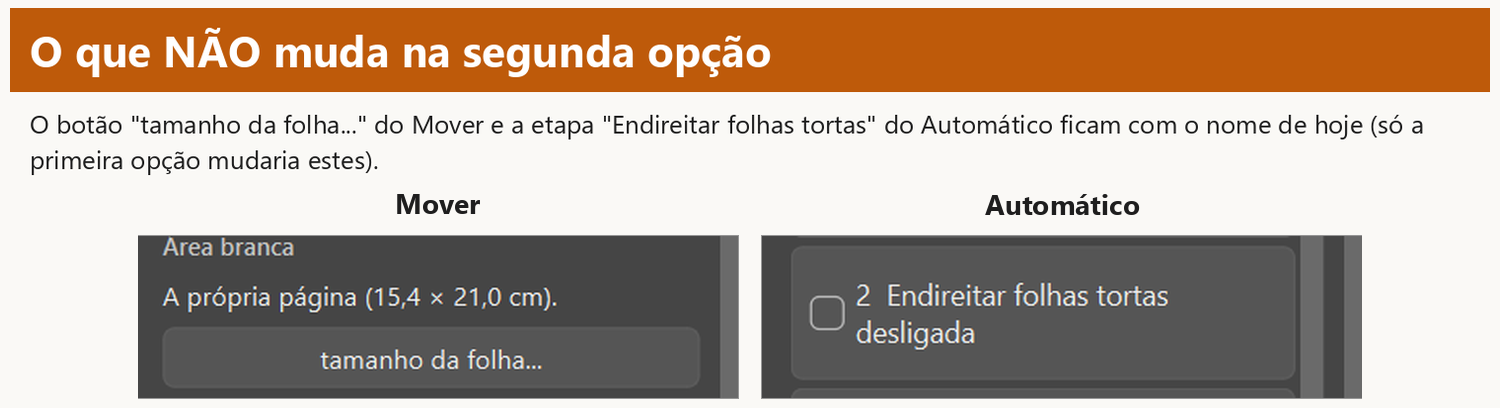 O que NÃO muda na segunda opção
O botão "tamanho da folha..." do Mover e a etapa "Endireitar folhas tortas" do Automático ficam com o nome de hoje (só a
primeira opção mudaria estes).
Mover
Área branca
A própria página (15,4 × 21,0 cm).
tamanho da folha...
Automático
2 Endireitar folhas tortas
desligada